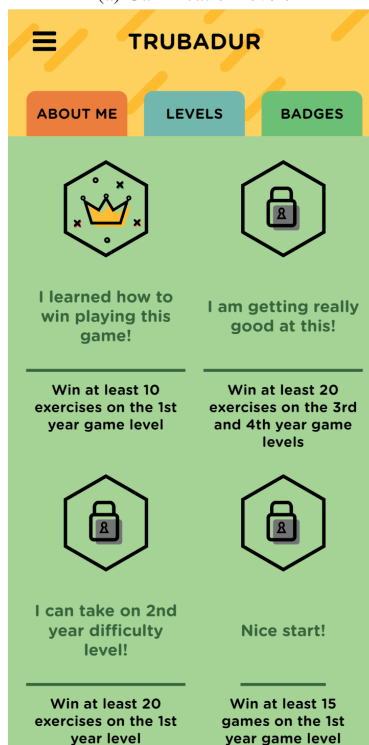 TRUBADUR
ABOUT ME
LEVELS
BADGES
I learned how to
win playing this
game!
Win at least 10
exercises on the 1st
year game level
I am getting really
good at this!
Win at least 20
exercises on the 3rd
and 4th year game
levels
I can take on 2nd
year difficulty
level!
Win at least 20
exercises on the 1st
year level
Nice start!
Win at least 15
games on the 1st
year game level